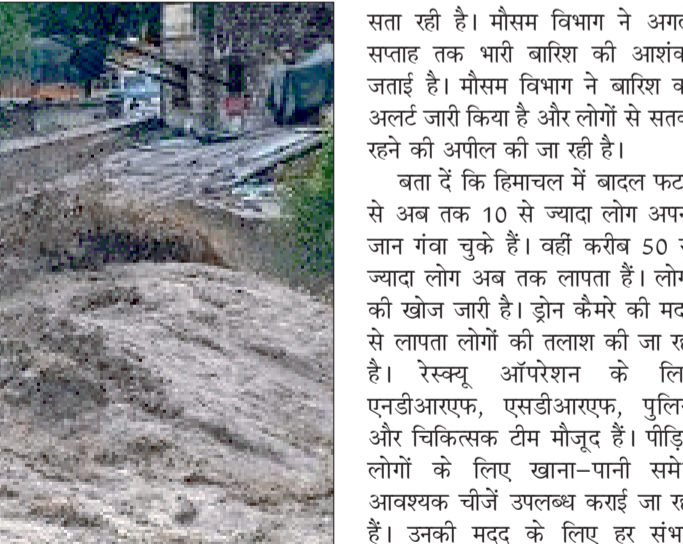 सता रही है। मौसम विभाग ने
सप्ताह तक भारी बारिश की
जताई है। मौसम विभाग ने बारिश
अलर्ट जारी किया है और लोगों से
रहने की अपील की जा रही है।
बता दें कि हिमाचल में बादल
से अब तक 10 से ज्यादा लोग
जान गंवा चुके हैं। वहीं करीब 50
ज्यादा लोग अब तक लापता हैं।
की खोज जारी है। ड्रोन कैमरे की
से लापता लोगों की तलाश की जा
है। रेस्क्यू ऑपरेशन के
एनडीआरएफ, एसडीआरएफ,
और चिकित्सक टीम मौजूद हैं।
लोगों के लिए खाना–पानी
आवश्यक चीजें उपलब्ध कराई जा
हैं। उनकी मदद के लिए हर